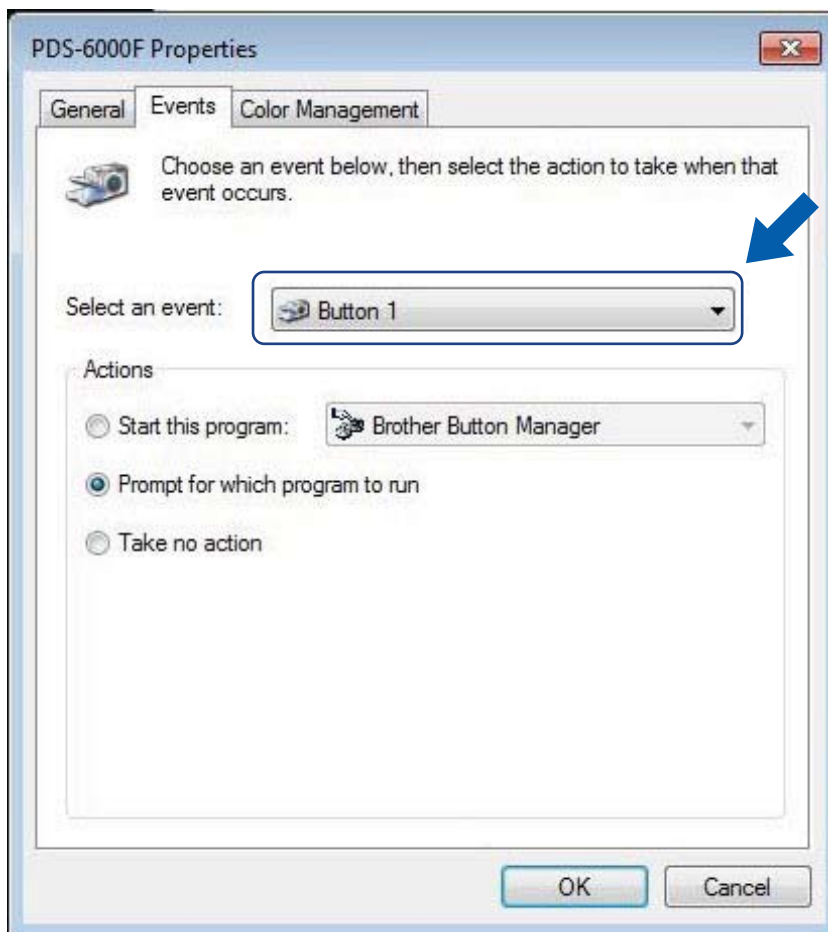 PDS-6000F Properties
General Events Color Management
Choose an event below, then select the action to take when that
event occurs.
Select an event: Button 1
Actions
Start this program: Brother Button Manager
Prompt for which program to run
Take no action
OK Cancel